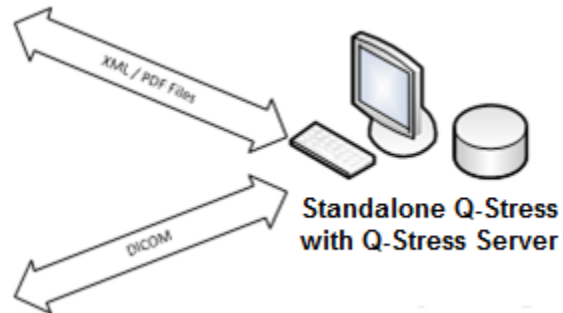 XML / PDF Files
DICOM
Standalone Q-Stress
with Q-Stress Server